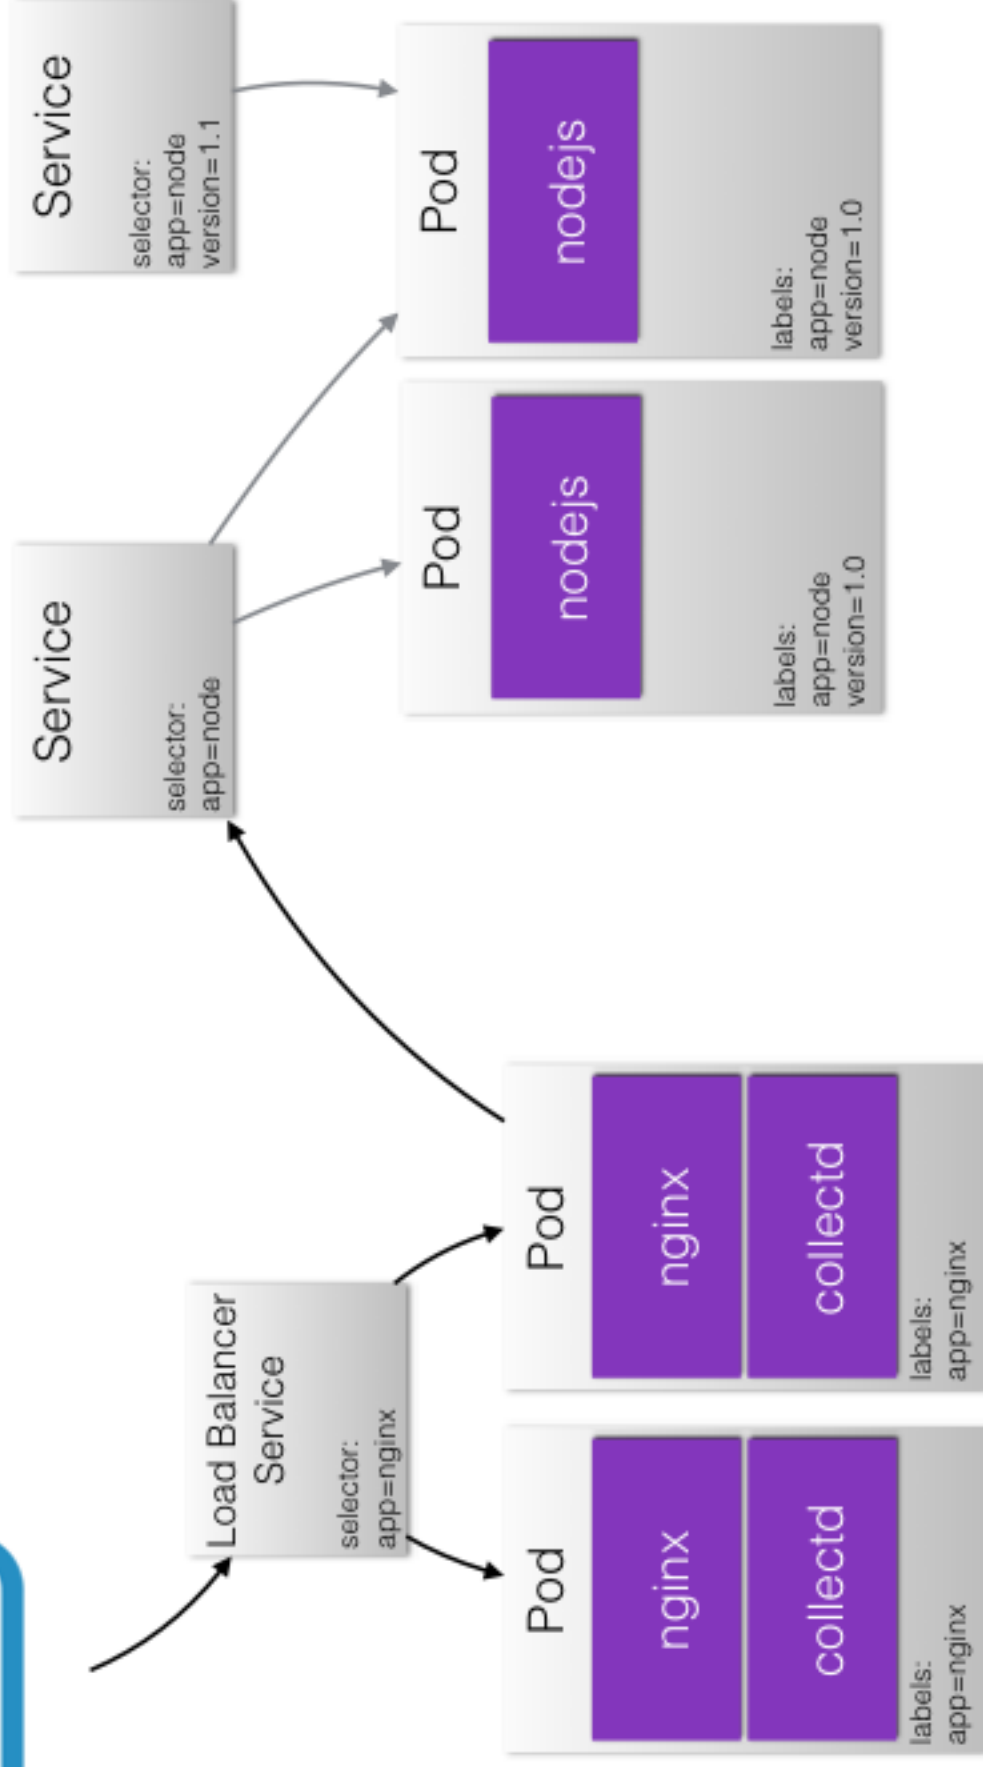 Load Balancer
Service
selector:
app=nginx
Pod
nginx
collectd
labels:
app=nginx
Pod
nginx
collectd
labels:
app=nginx
Service
selector:
app=node
Pod
nodejs
labels:
app=node
version=1.0
Service
selector:
app=node
version=1.1
Pod
nodejs
labels:
app=node
version=1.0